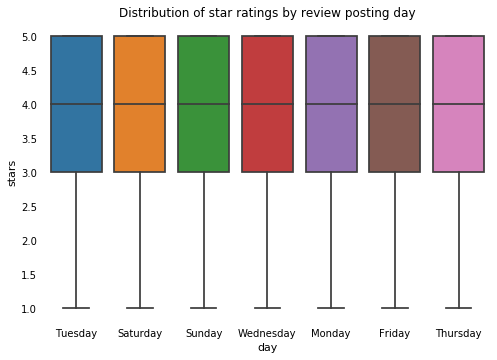 Distribution of star ratings by review posting day
5.0
4.5
4.0
3.5
3.0
2.5
2.0
1.5
1.0
stars
Tuesday Saturday Sunday Wednesday Monday Friday Thursday
day